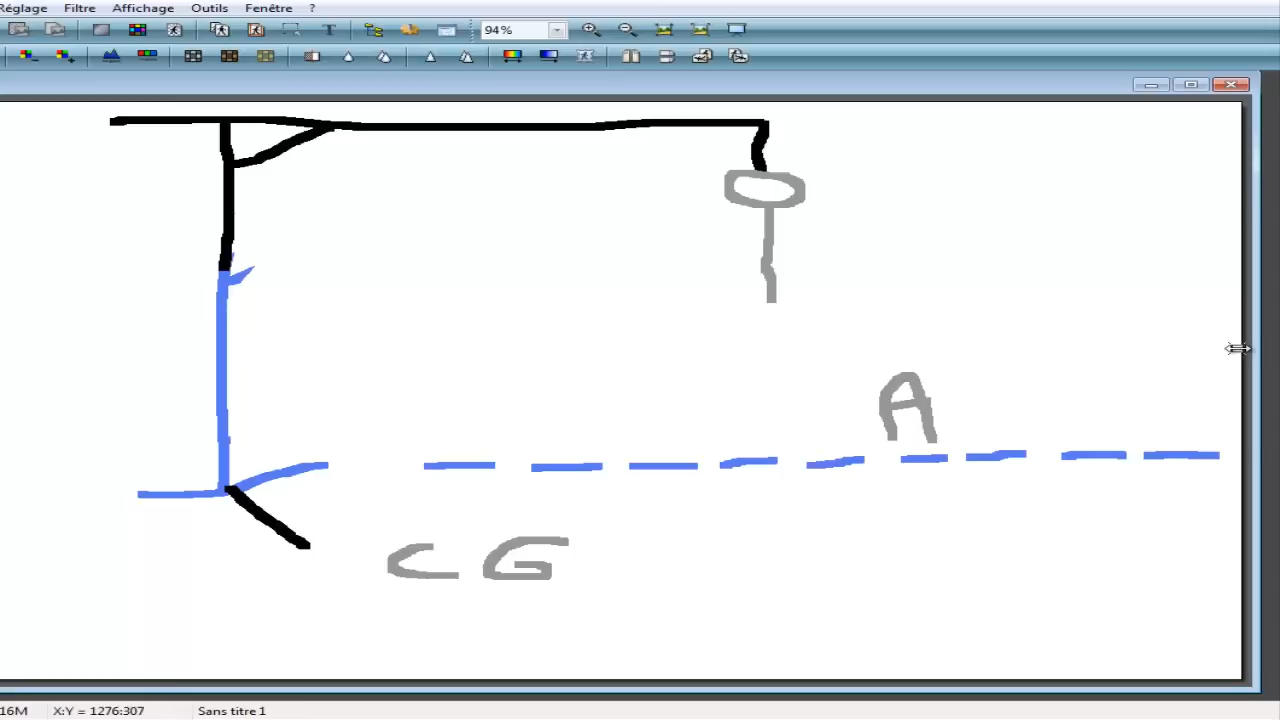 Réglage Filtre Affichage Outils Fenêtre ?
94%
A
CG
16M X:Y = 1276:307 Sans titre 1